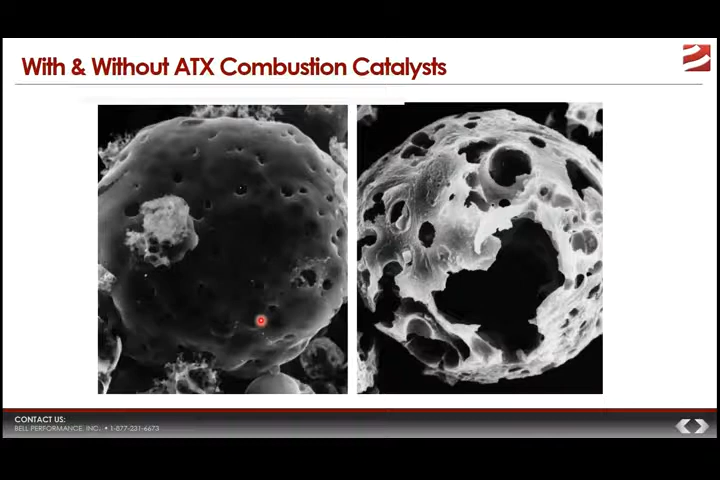 With & Without ATX Combustion Catalysts
CONTACT US:
BELL PERFORMANCE, INC. • 1-877-231-6673